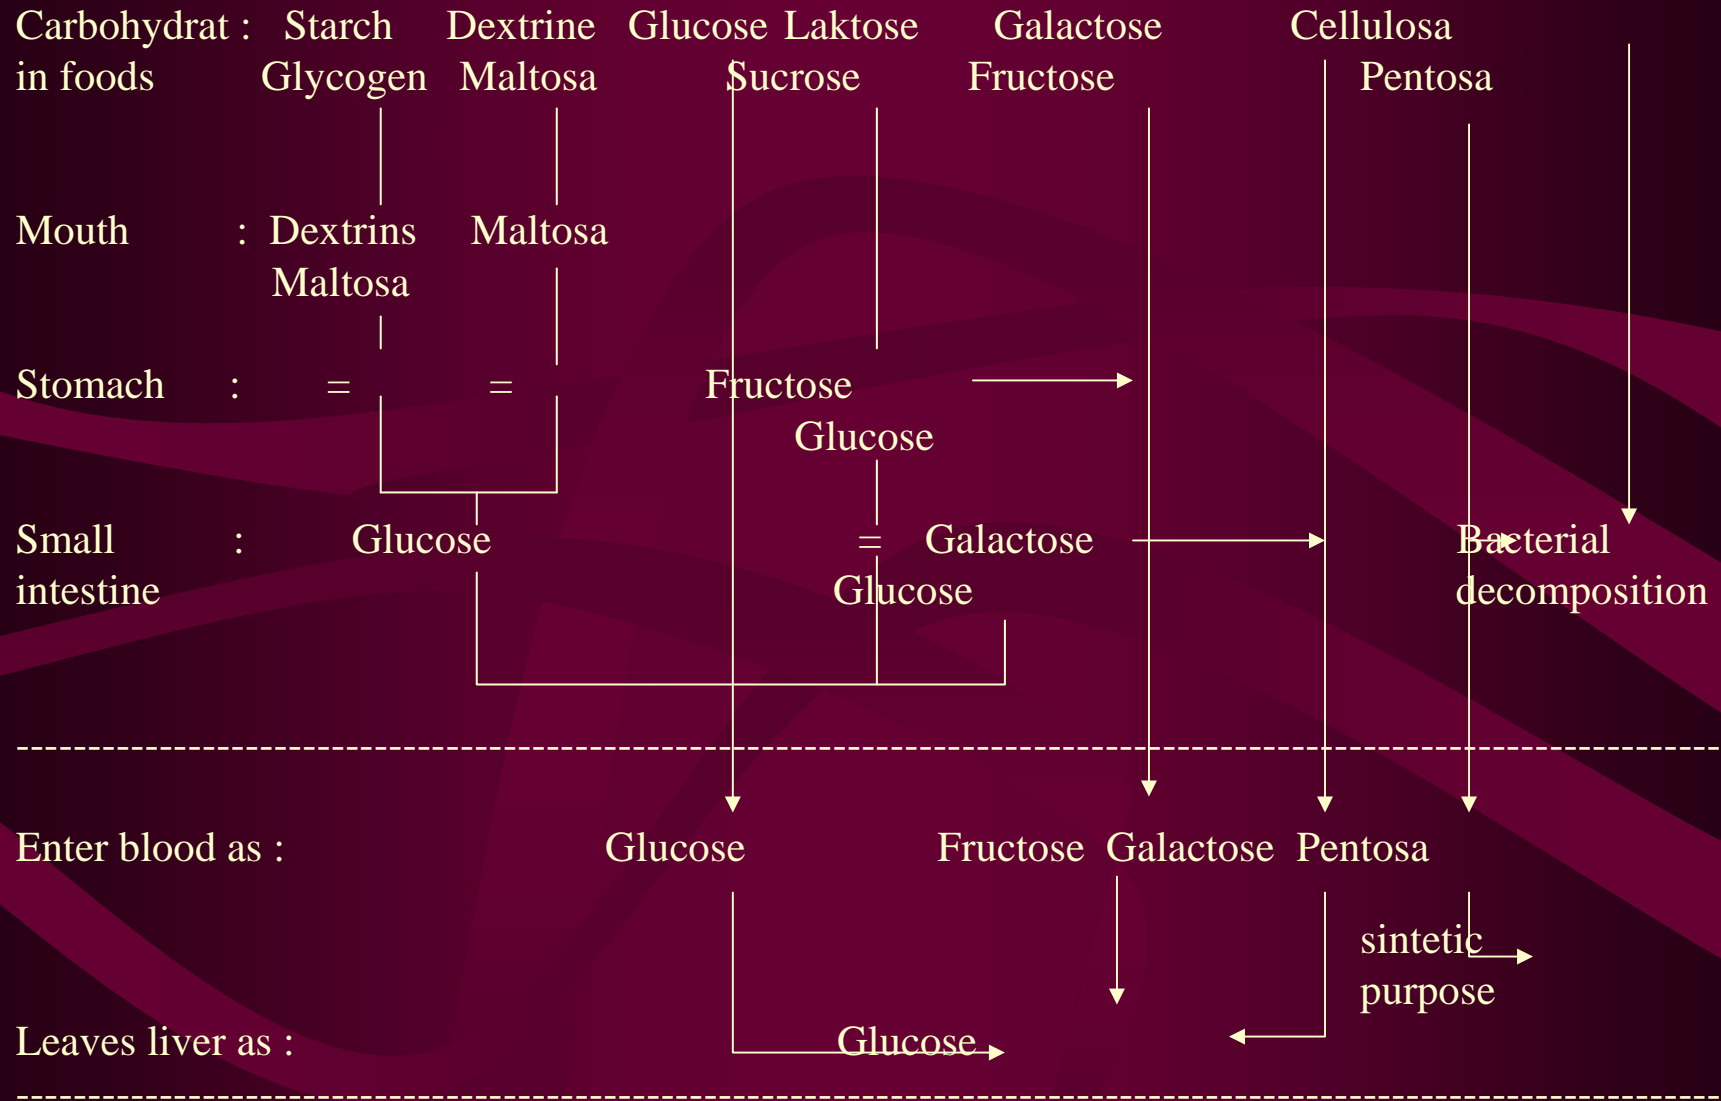 Carbohydrat : Starch Dextrine Glucose Laktose Galactose Cellulosa
in foods Glycogen Maltosa Sucrose Fructose Pentosa
Mouth : Dextrins Maltosa
Maltosa
Stomach : = = Fructose
Glucose
Small : Glucose = Galactose Bacterial
intestine Glucose decomposition
Enter blood as : Glucose Fructose Galactose Pentosa
sintetic
purpose
Leaves liver as : Glucose